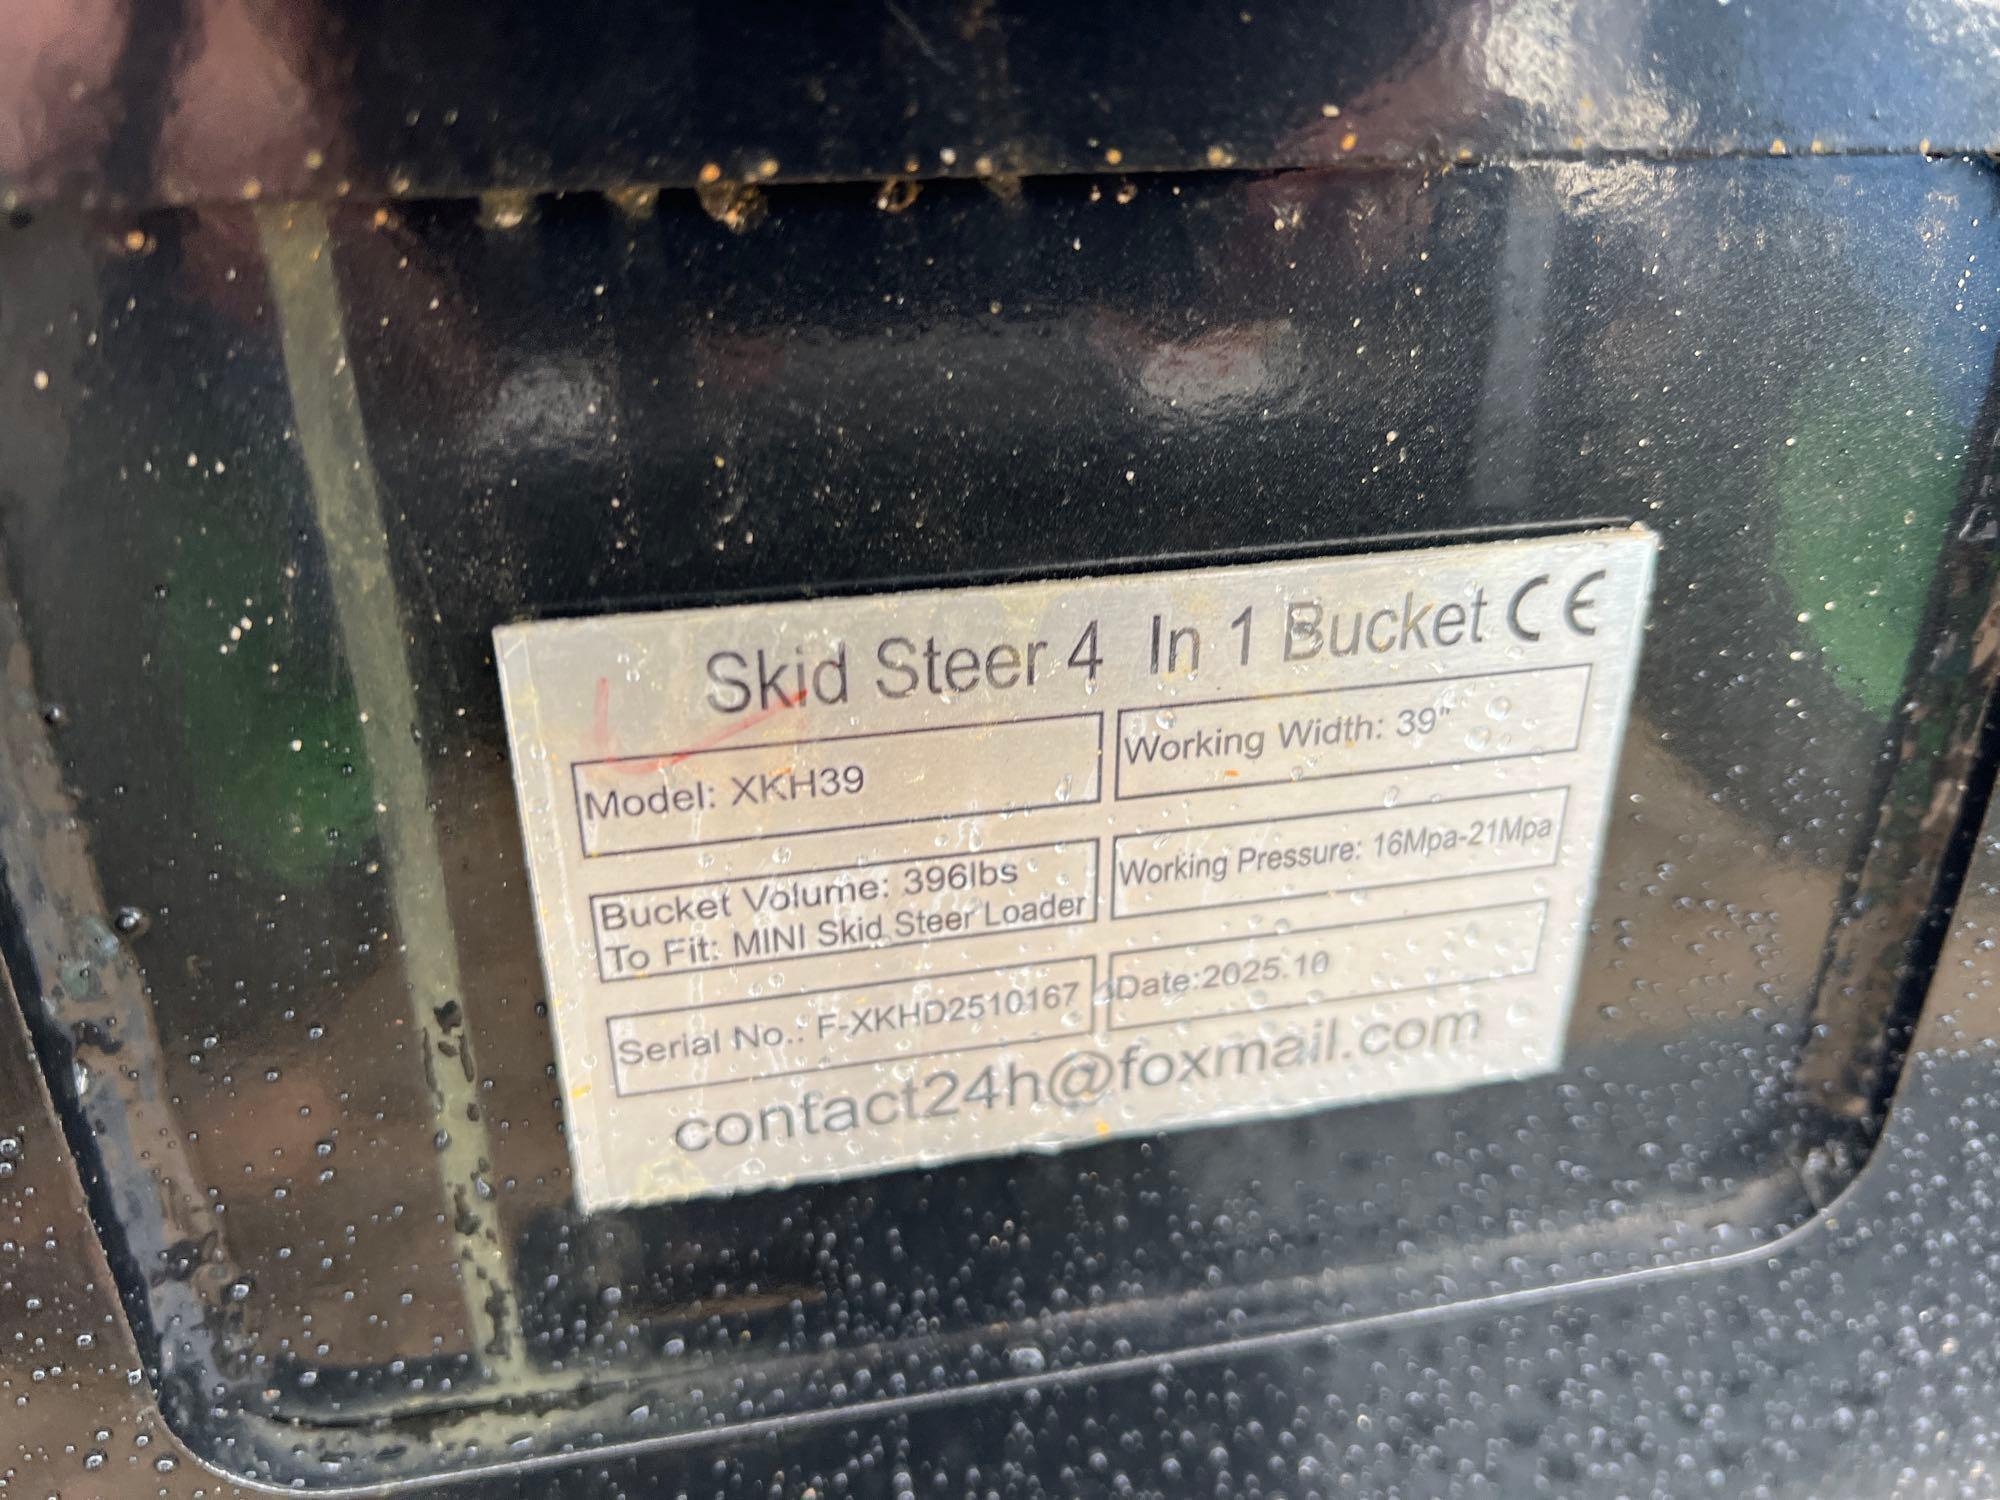 Skid Steer 4 In 1 Bucket CE
Model: XKH39
Working Width: 39"
Bucket Volume: 396lbs
To Fit: MINI Skid Steer Loader
Working Pressure: 16Mpa-21Mpa
Serial No.: F-XKHD2510167
Date:2025.10
contact24h@foxmail.com